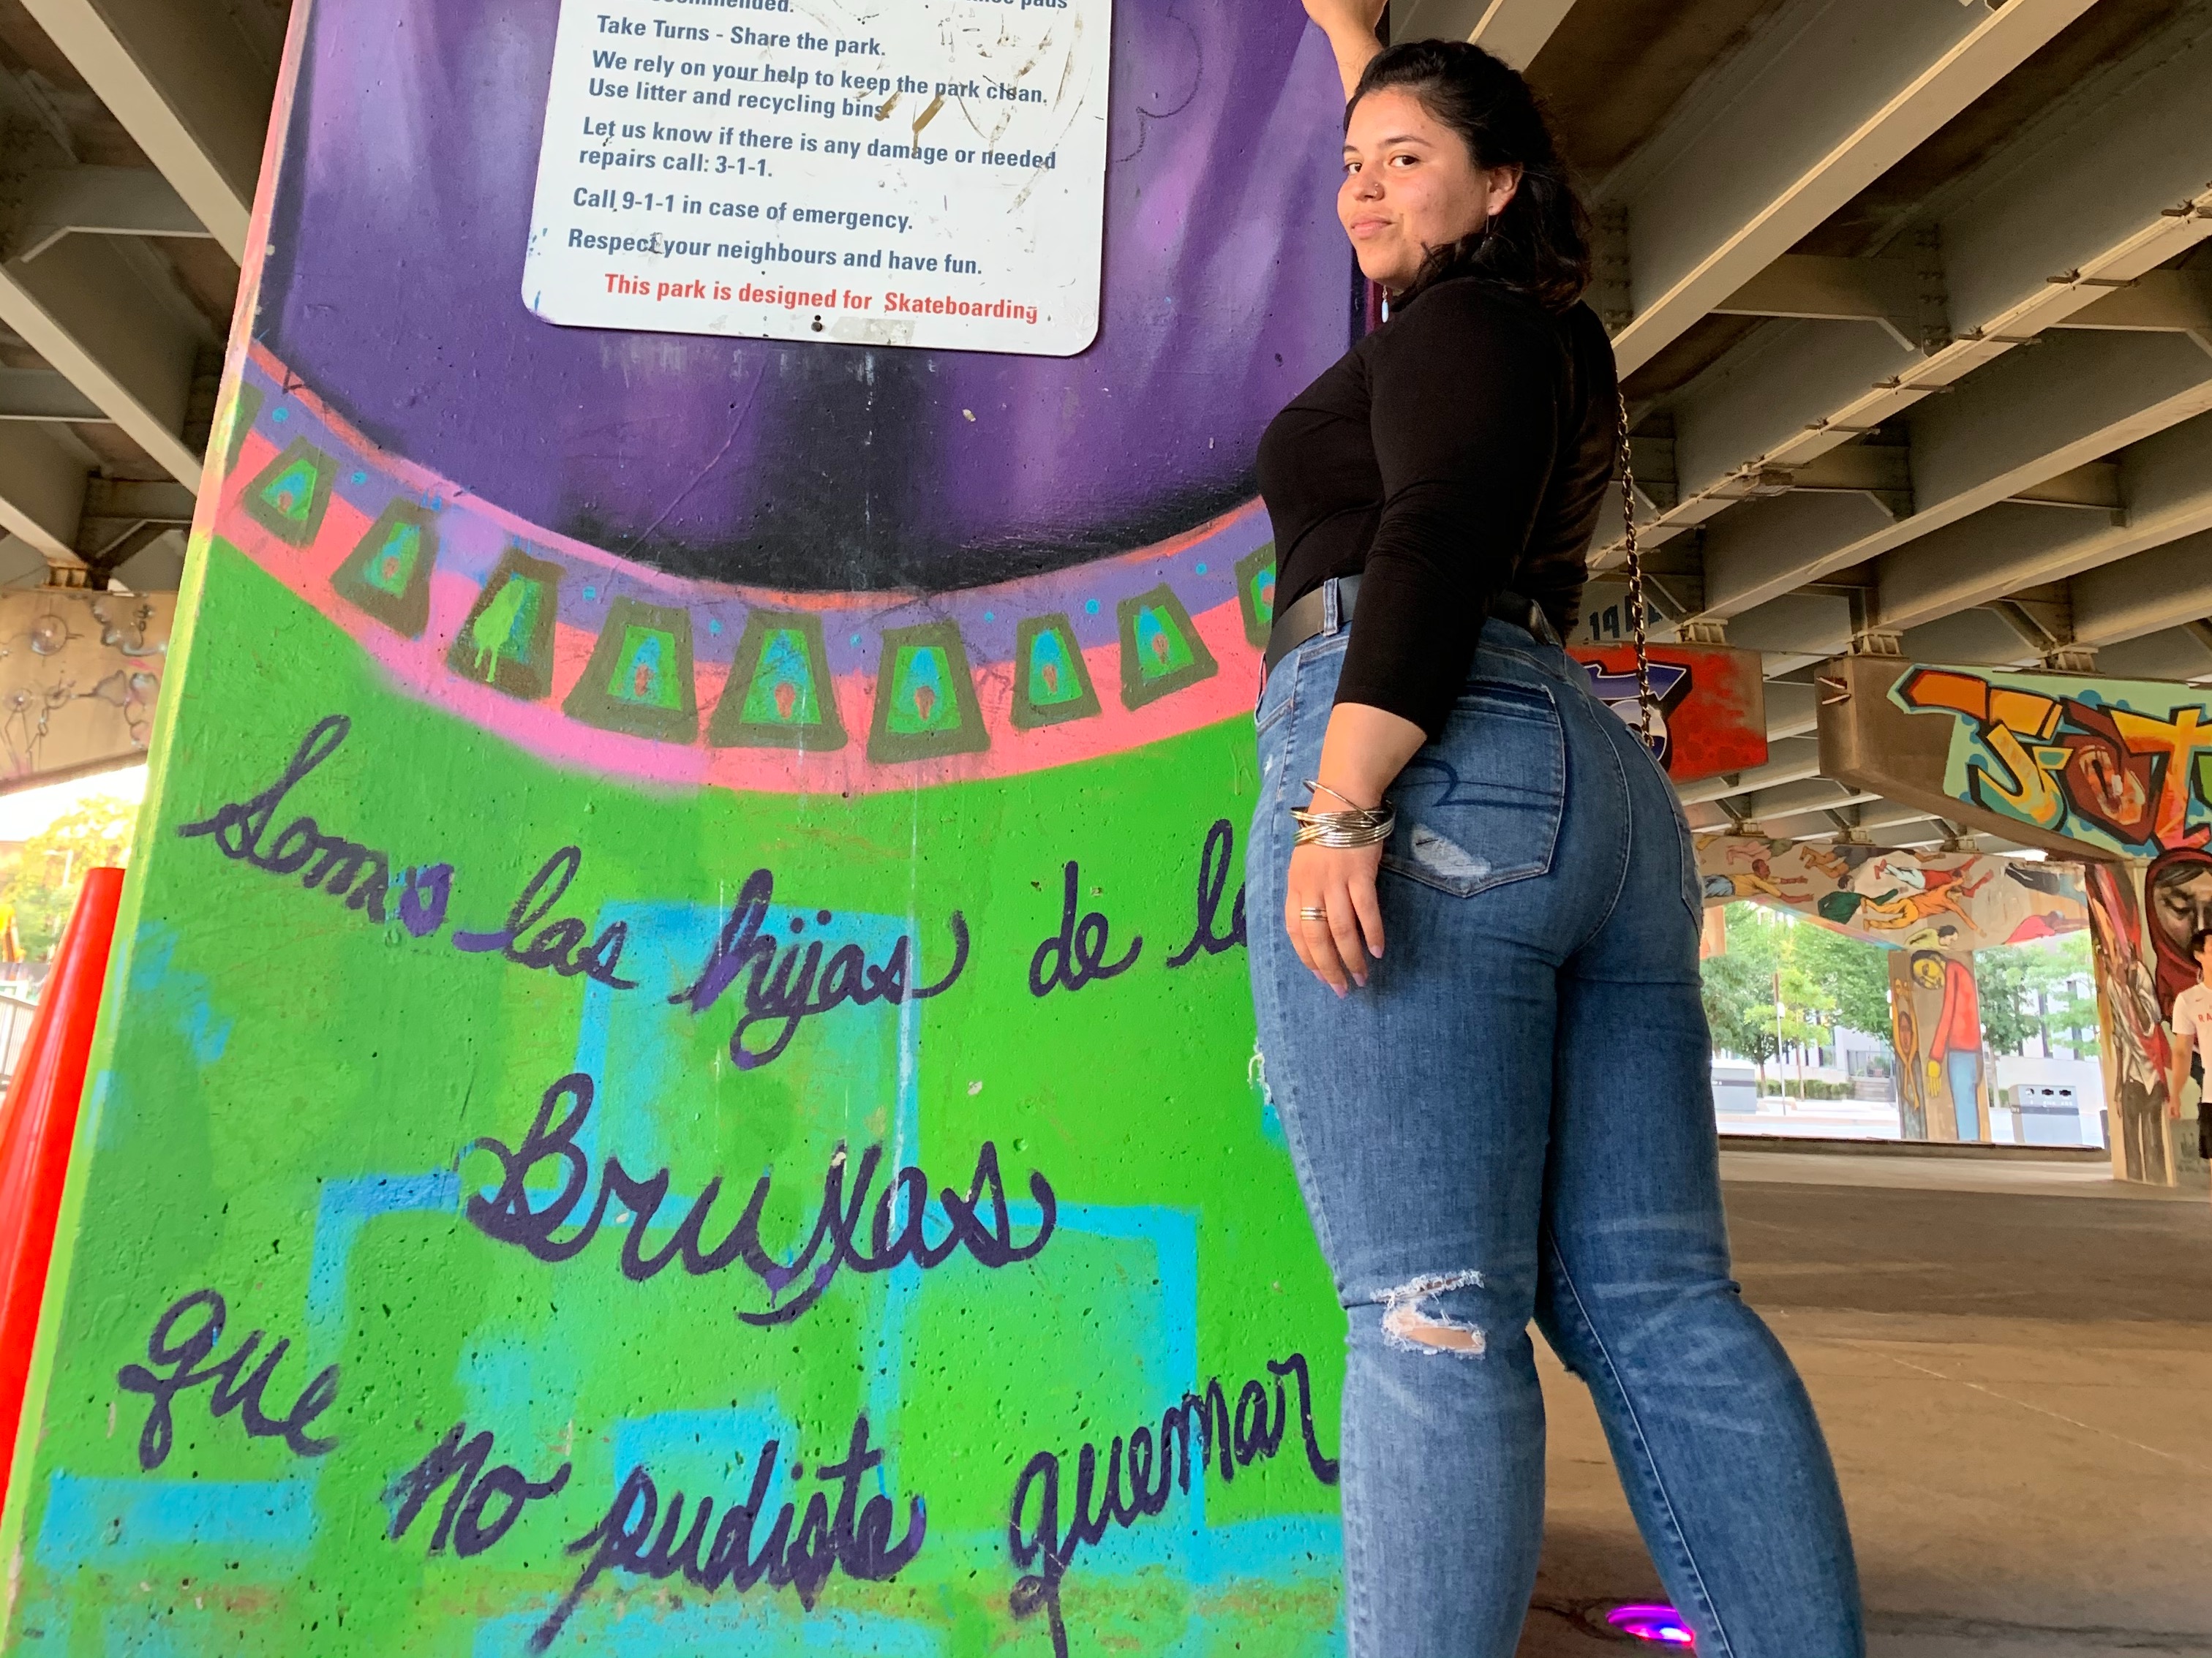 Take Turns - Share the park.
We rely on your help to keep the park clean.
Use litter and recycling bins
Let us know if there is any damage or needed
repairs call: 3-1-1.
Call 9-1-1 in case of emergency.
Respect your neighbours and have fun.
This park is designed for Skateboarding
Somos las hijas de
Bruxas
que no pudiste quemar